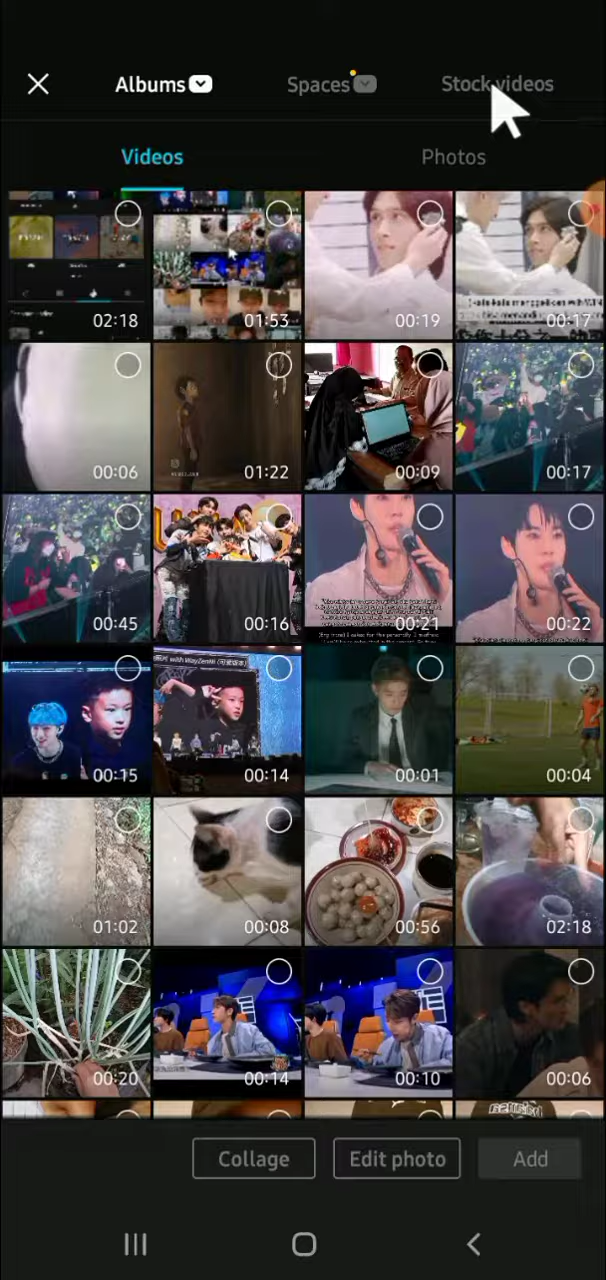 Albums Spaces Stock videos
Videos Photos
02:18 01:53 00:19 00:17
00:06 01:22 00:09 00:17
00:45 00:16 00:21 00:22
00:15 00:14 00:01 00:04
01:02 00:08 00:56 02:18
00:20 00:14 00:10 00:06
Collage Edit photo Add